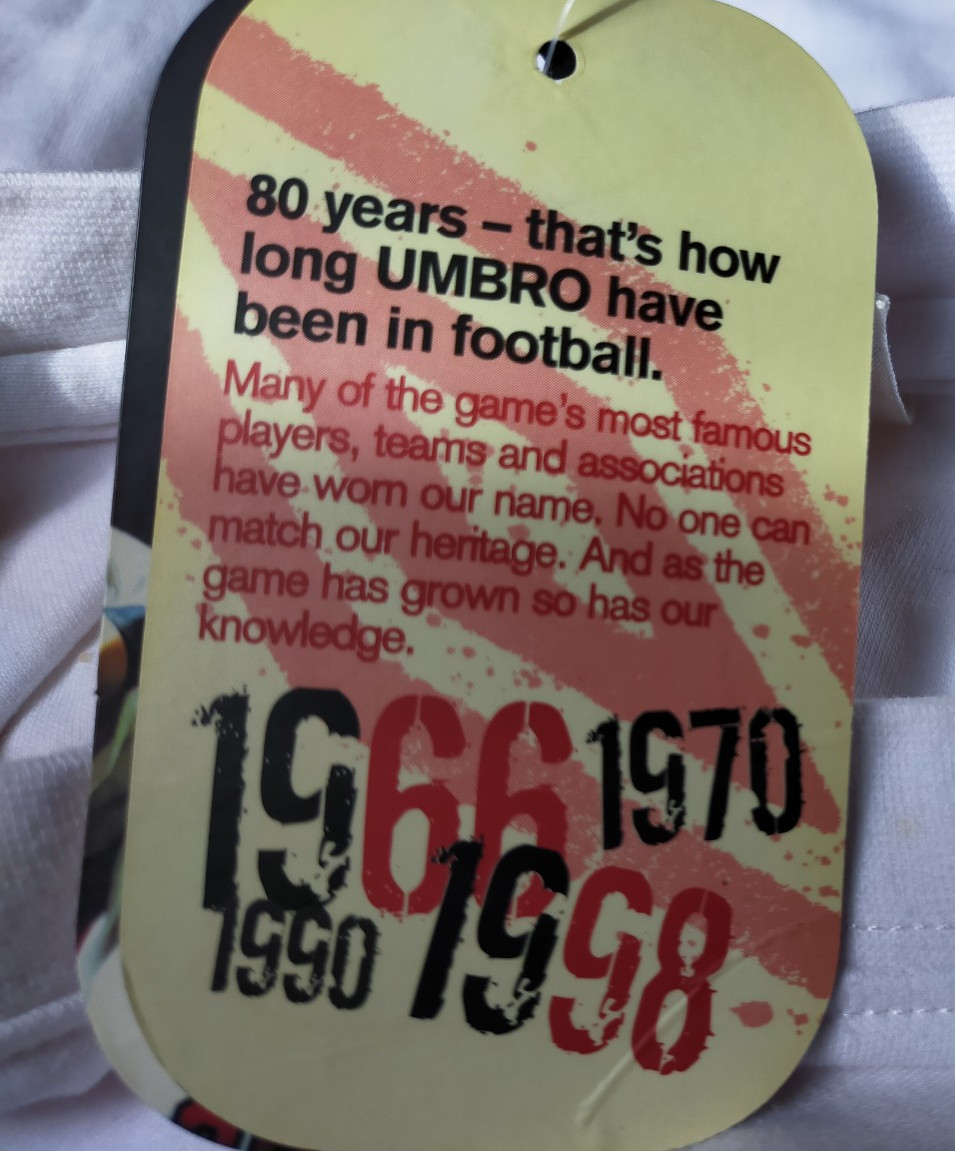 80 years – that's how
long UMBRO have
been in football.
Many of the game's most famous
players, teams and associations
have worn our name. No one can
match our heritage. And as the
game has grown so has our
knowledge.
1966 1970
1990 1998